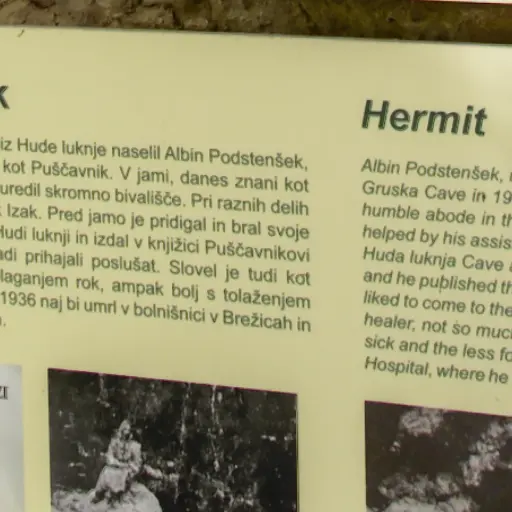 k
iz Hude luknje naselil Albin Podstenšek,
kot Puščavnik. V jami, danes znani kot
uredil skromno bivališče. Pri raznih delih
Izak. Pred jamo je pridigal in bral svoje
Hudi luknji in izdal v knjižici Puščavnikovi
adi prihajali poslušat. Slovel je tudi kot
laganjem rok, ampak bolj s tolaženjem
1936 naj bi umrl v bolnišnici v Brežicah in
Hermit
Albin Podstenšek,
Gruska Cave in 19
humble abode in th
helped by his assis
Huda luknja Cave a
and he published th
liked to come to the
healer, not so muc
sick and the less fo
Hospital, where he
ZI